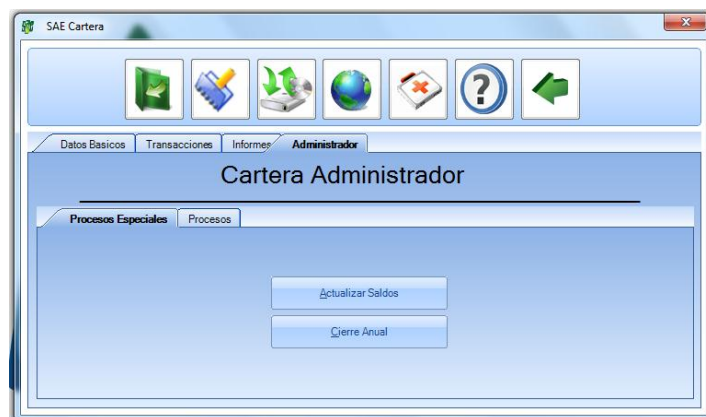 SAE Cartera
Datos Basicos Transacciones Informes Administrador
Cartera Administrador
Procesos Especiales Procesos
Actualizar Saldos
Cierre Anual